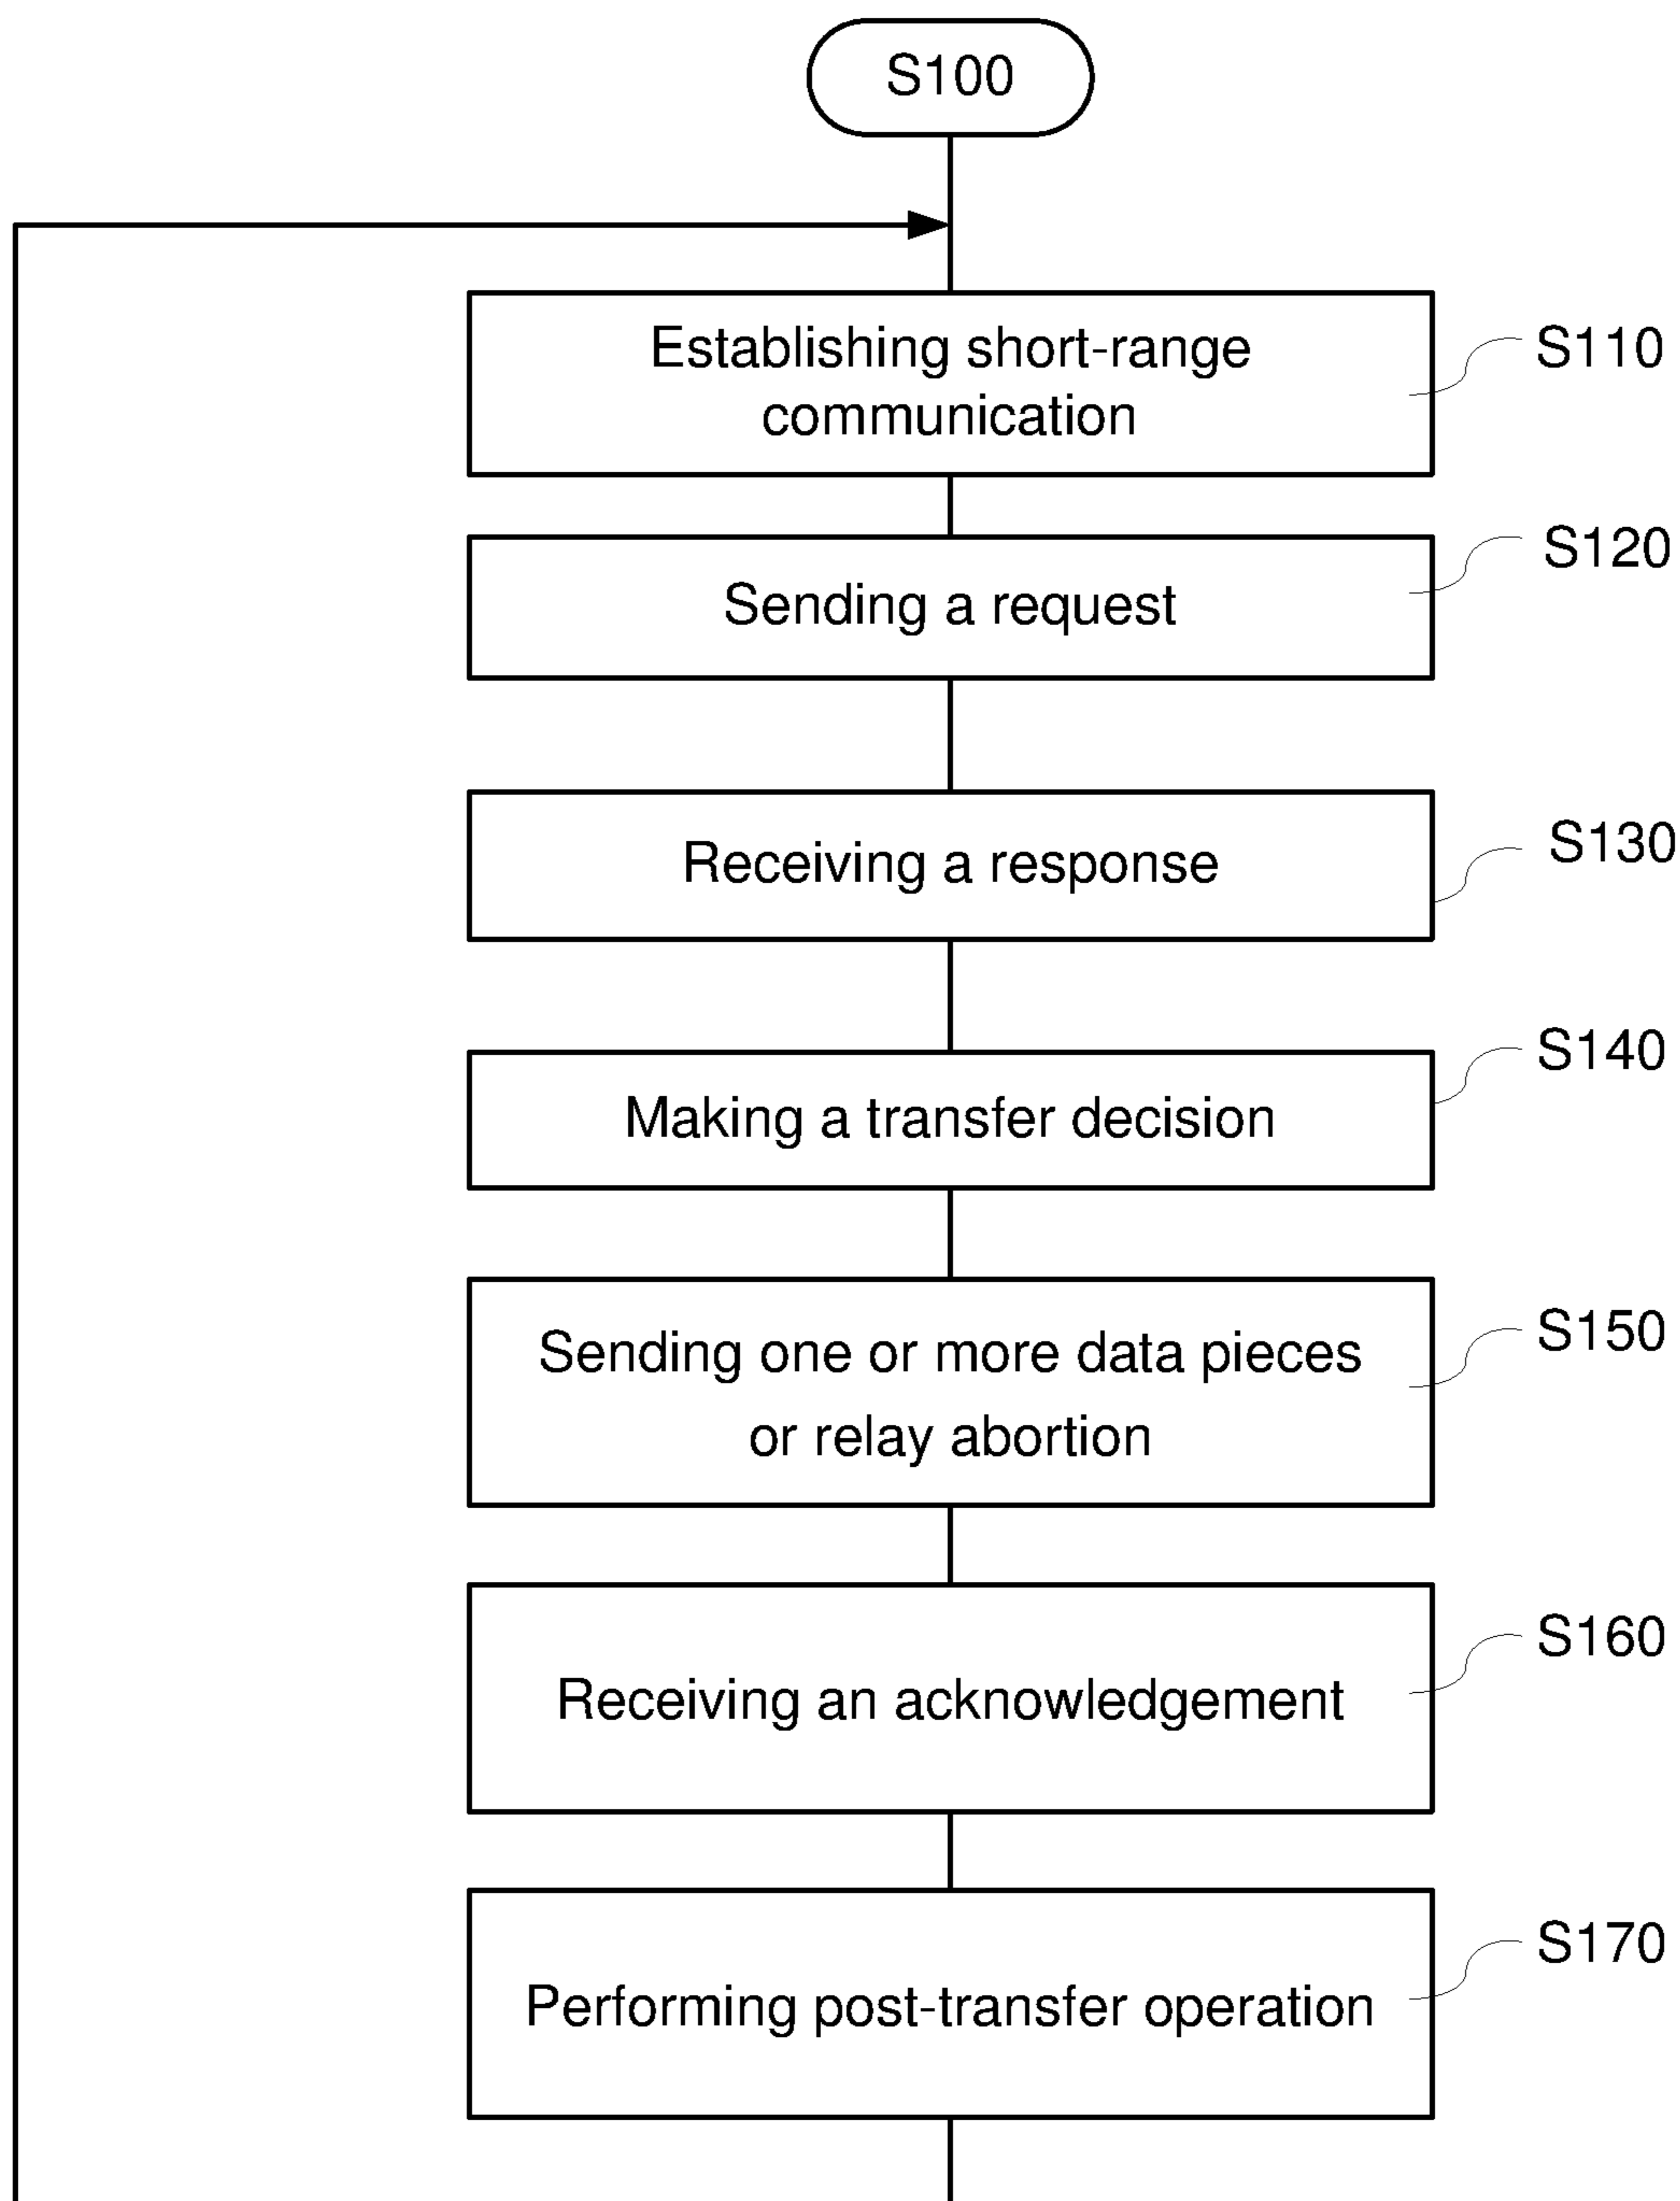 S100
Establishing short-range
communication
S110
Sending a request
S120
Receiving a response
S130
Making a transfer decision
S140
Sending one or more data pieces
or relay abortion
S150
Receiving an acknowledgement
S160
Performing post-transfer operation
S170